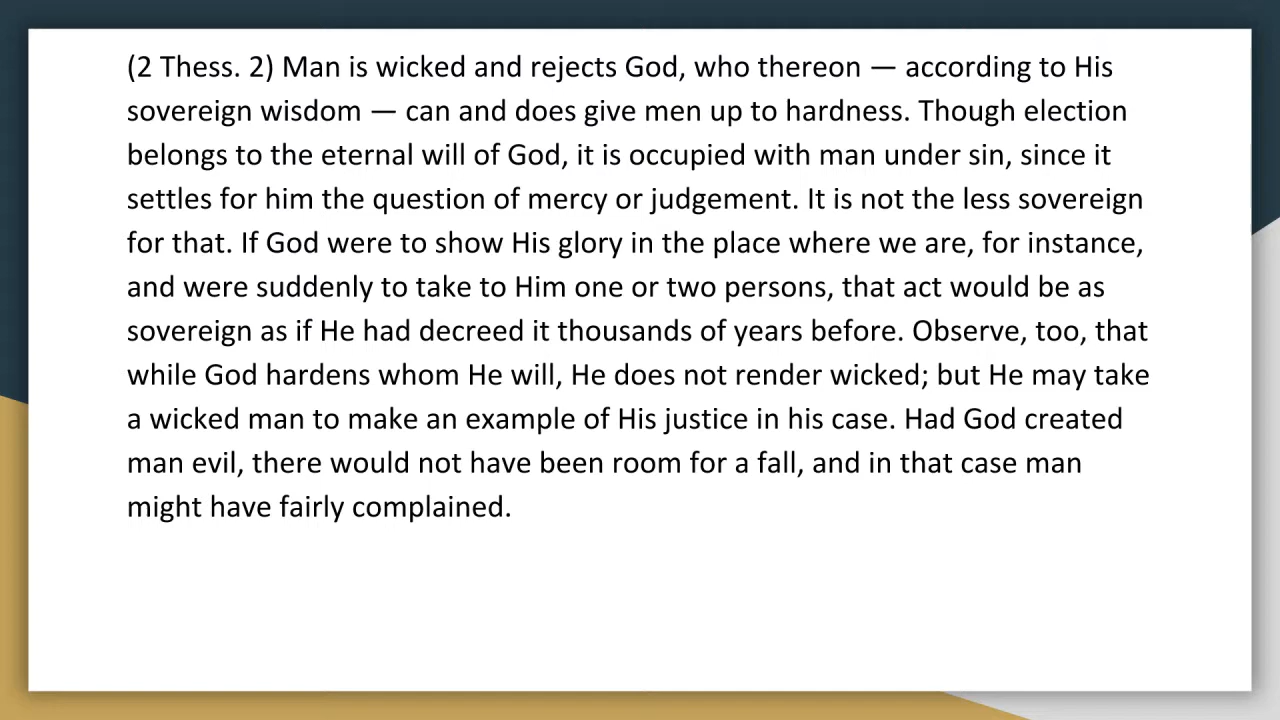 (2 Thess. 2) Man is wicked and rejects God, who thereon — according to His
sovereign wisdom — can and does give men up to hardness. Though election
belongs to the eternal will of God, it is occupied with man under sin, since it
settles for him the question of mercy or judgement. It is not the less sovereign
for that. If God were to show His glory in the place where we are, for instance,
and were suddenly to take to Him one or two persons, that act would be as
sovereign as if He had decreed it thousands of years before. Observe, too, that
while God hardens whom He will, He does not render wicked; but He may take
a wicked man to make an example of His justice in his case. Had God created
man evil, there would not have been room for a fall, and in that case man
might have fairly complained.